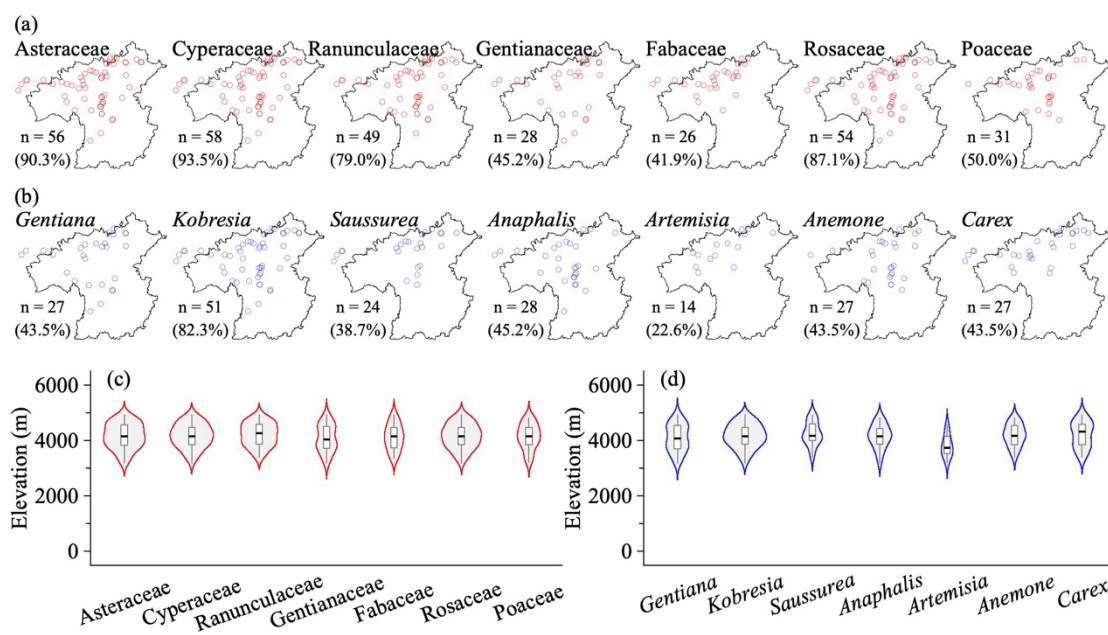 (a)
Asteraceae Cyperaceae Ranunculaceae Gentianaceae Fabaceae Rosaceae Poaceae
n = 56 n = 58 n = 49 n = 28 n = 26 n = 54 n = 31
(90.3%) (93.5%) (79.0%) (45.2%) (41.9%) (87.1%) (50.0%)
(b)
Gentiana Kobresia Saussurea Anaphalis Artemisia Anemone Carex
n = 27 n = 51 n = 24 n = 28 n = 14 n = 27 n = 27
(43.5%) (82.3%) (38.7%) (45.2%) (22.6%) (43.5%) (43.5%)
(c)
Elevation (m)
6000
4000
2000
0
Asteraceae Cyperaceae Ranunculaceae Gentianaceae Fabaceae Rosaceae Poaceae
(d)
Elevation (m)
6000
4000
2000
0
Gentiana Kobresia Saussurea Anaphalis Artemisia Anemone Carex